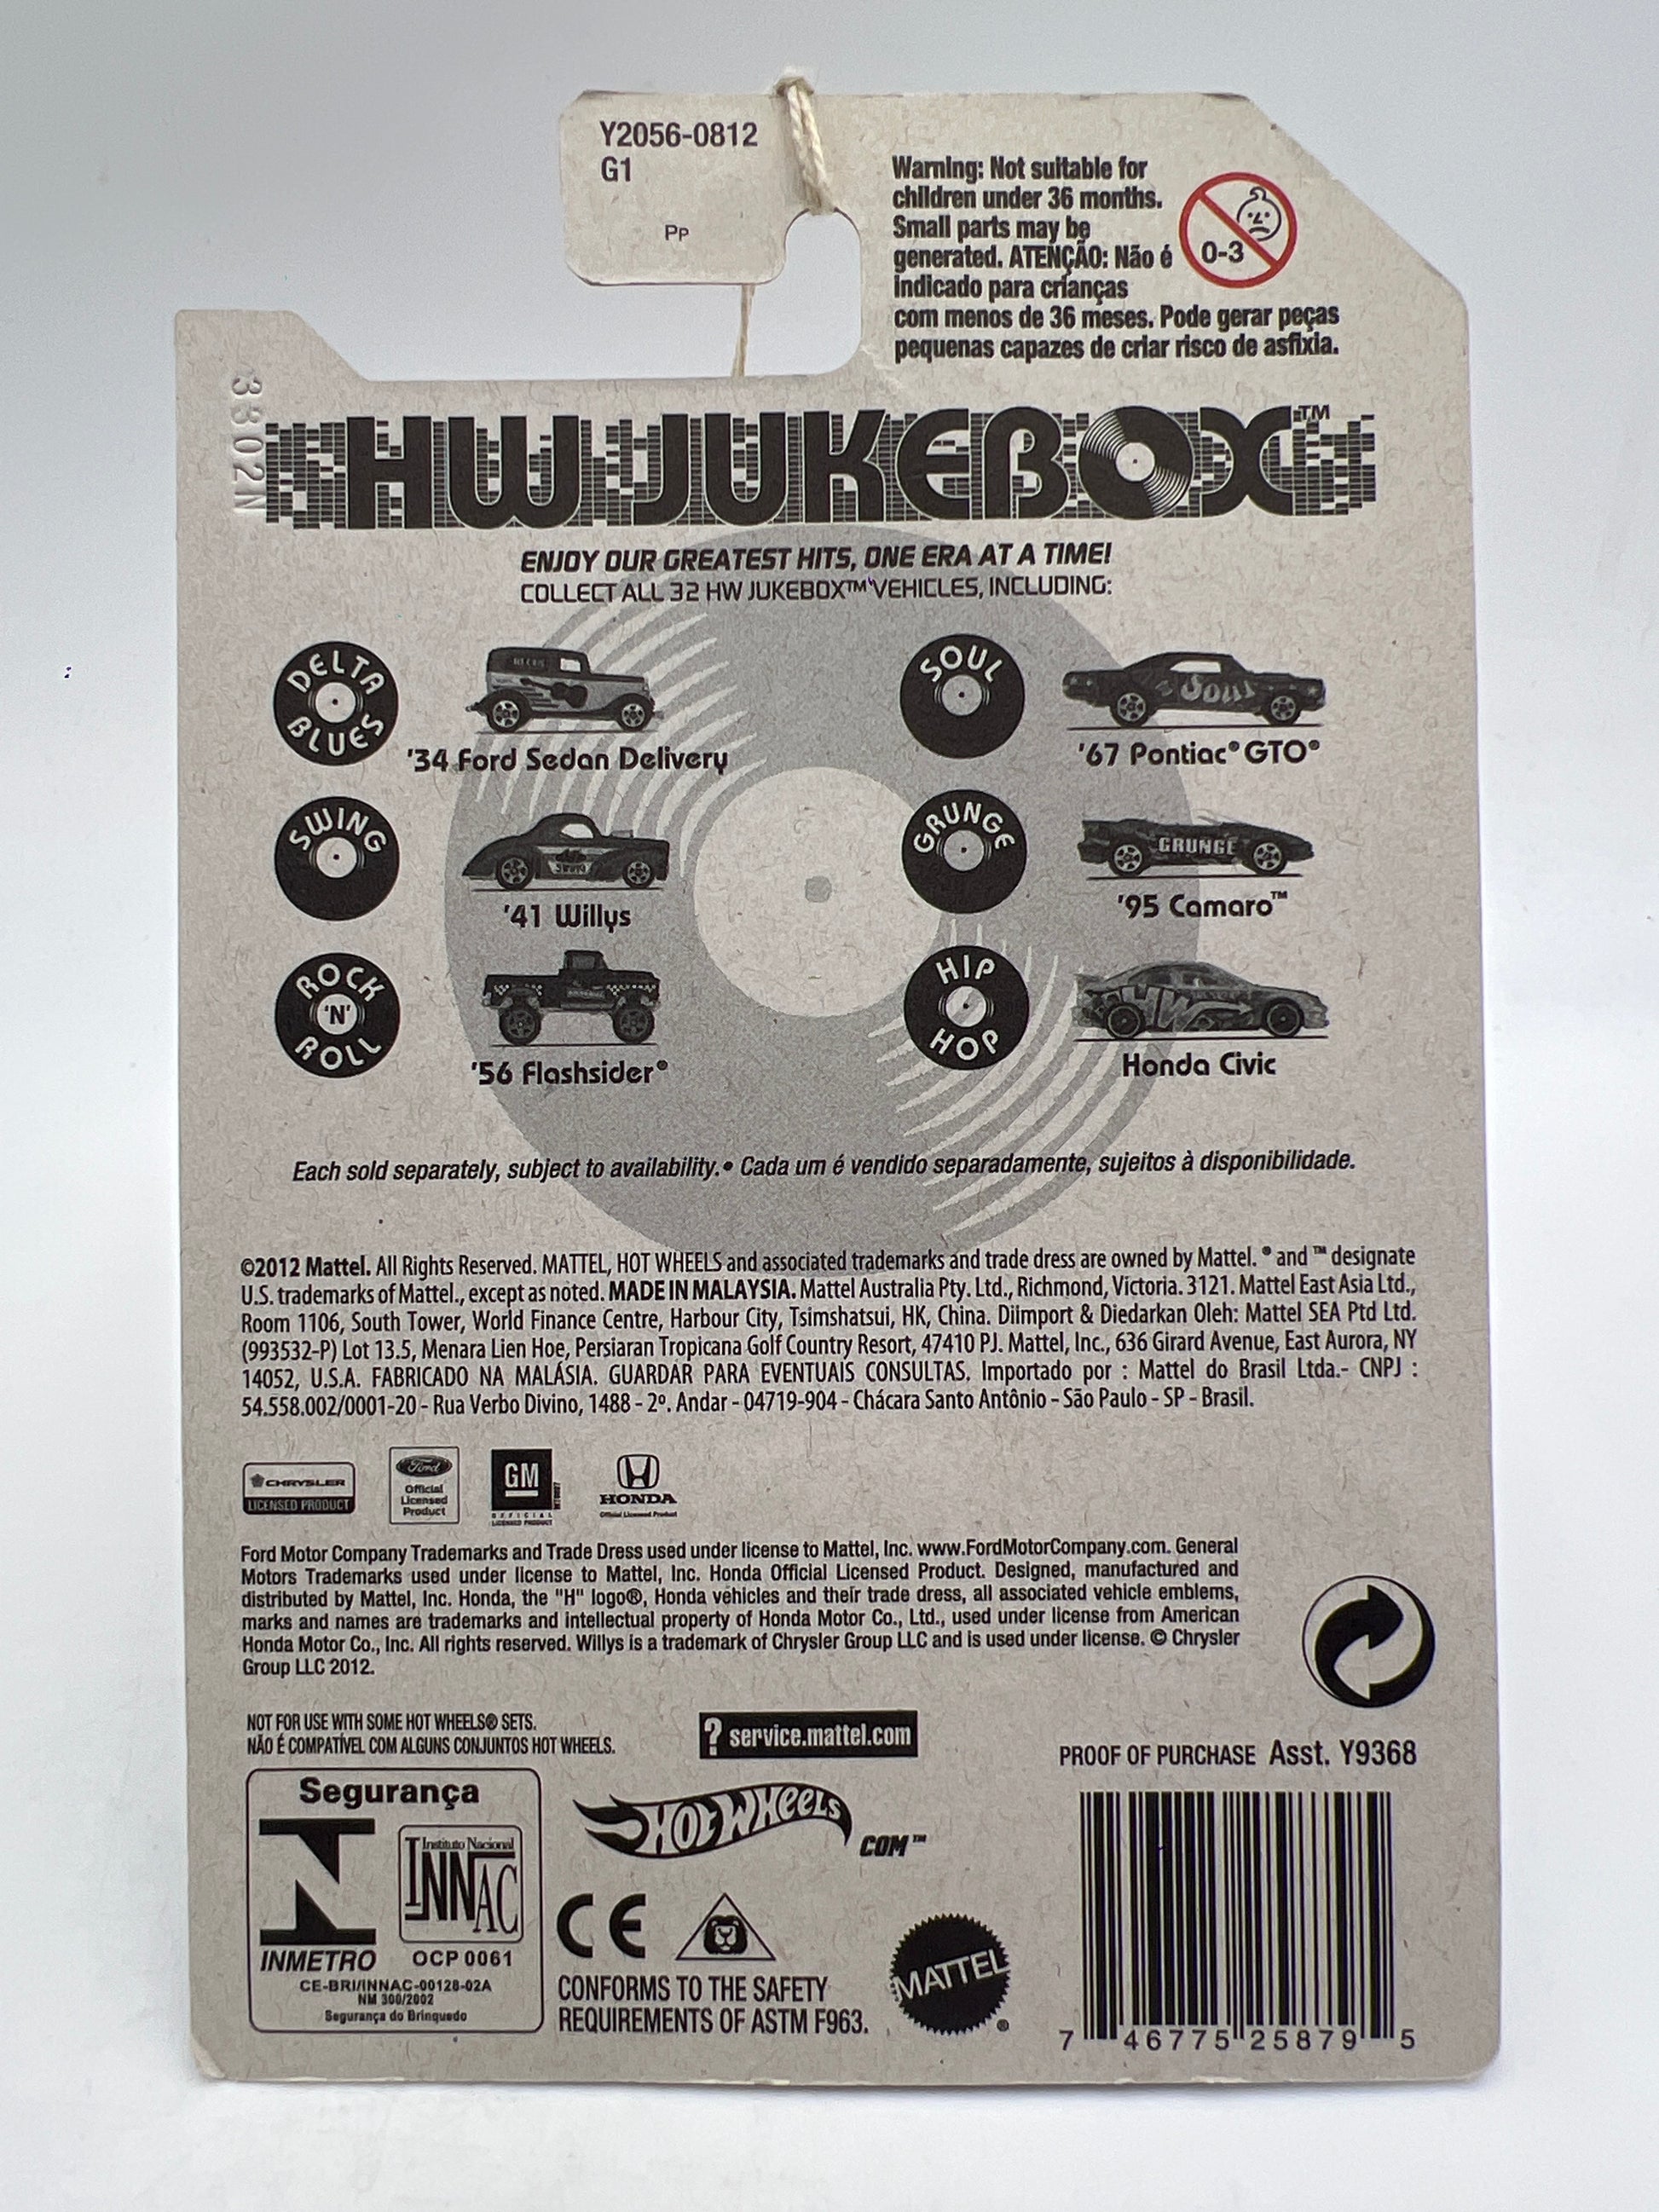 Y2056-0812
G1
PP
Warning: Not suitable for
children under 36 months.
Small parts may be
generated. ATENÇÃO: Não é
indicado para crianças
com menos de 36 meses. Pode gerar peças
pequenas capazes de criar risco de asfixia.
0-3
3302N
HW JUKEBOX™
ENJOY OUR GREATEST HITS, ONE ERA AT A TIME!
COLLECT ALL 32 HW JUKEBOX™ VEHICLES, INCLUDING:
DELTA BLUES
'34 Ford Sedan Delivery
SOUL
Soul
'67 Pontiac® GTO®
SWING
'41 Willys
GRUNGE
GRUNGE
'95 Camaro™
ROCK 'N' ROLL
'56 Flashsider®
HIP HOP
HW
Honda Civic
Each sold separately, subject to availability. • Cada um é vendido separadamente, sujeitos à disponibilidade.
©2012 Mattel. All Rights Reserved. MATTEL, HOT WHEELS and associated trademarks and trade dress are owned by Mattel. ® and ™ designate
U.S. trademarks of Mattel., except as noted. MADE IN MALAYSIA. Mattel Australia Pty. Ltd., Richmond, Victoria. 3121. Mattel East Asia Ltd.,
Room 1106, South Tower, World Finance Centre, Harbour City, Tsimshatsui, HK, China. Diimport & Diedarkan Oleh: Mattel SEA Ptd Ltd.
(993532-P) Lot 13.5, Menara Lien Hoe, Persiaran Tropicana Golf Country Resort, 47410 PJ. Mattel, Inc., 636 Girard Avenue, East Aurora, NY
14052, U.S.A. FABRICADO NA MALÁSIA. GUARDAR PARA EVENTUAIS CONSULTAS. Importado por : Mattel do Brasil Ltda.- CNPJ :
54.558.002/0001-20 - Rua Verbo Divino, 1488 - 2º. Andar - 04719-904 - Chácara Santo Antônio - São Paulo - SP - Brasil.
CHRYSLER
LICENSED PRODUCT
Ford
Official
Licensed
Product
GM
OFFICIAL
LICENSED PRODUCT
HONDA
Official Licensed Product
Ford Motor Company Trademarks and Trade Dress used under license to Mattel, Inc. www.FordMotorCompany.com. General
Motors Trademarks used under license to Mattel, Inc. Honda Official Licensed Product. Designed, manufactured and
distributed by Mattel, Inc. Honda, the "H" logo®, Honda vehicles and their trade dress, all associated vehicle emblems,
marks and names are trademarks and intellectual property of Honda Motor Co., Ltd., used under license from American
Honda Motor Co., Inc. All rights reserved. Willys is a trademark of Chrysler Group LLC and is used under license. © Chrysler
Group LLC 2012.
NOT FOR USE WITH SOME HOT WHEELS® SETS.
NÃO É COMPATÍVEL COM ALGUNS CONJUNTOS HOT WHEELS.
? service.mattel.com
PROOF OF PURCHASE Asst. Y9368
Segurança
Instituto Nacional
INNAC
INMETRO
OCP 0061
CE-BRI/INNAC-00128-02A
NM 300/2002
Segurança do Brinquedo
HOT WHEELS
COM™
CE
CONFORMS TO THE SAFETY
REQUIREMENTS OF ASTM F963.
MATTEL®
7 46775 25879 5